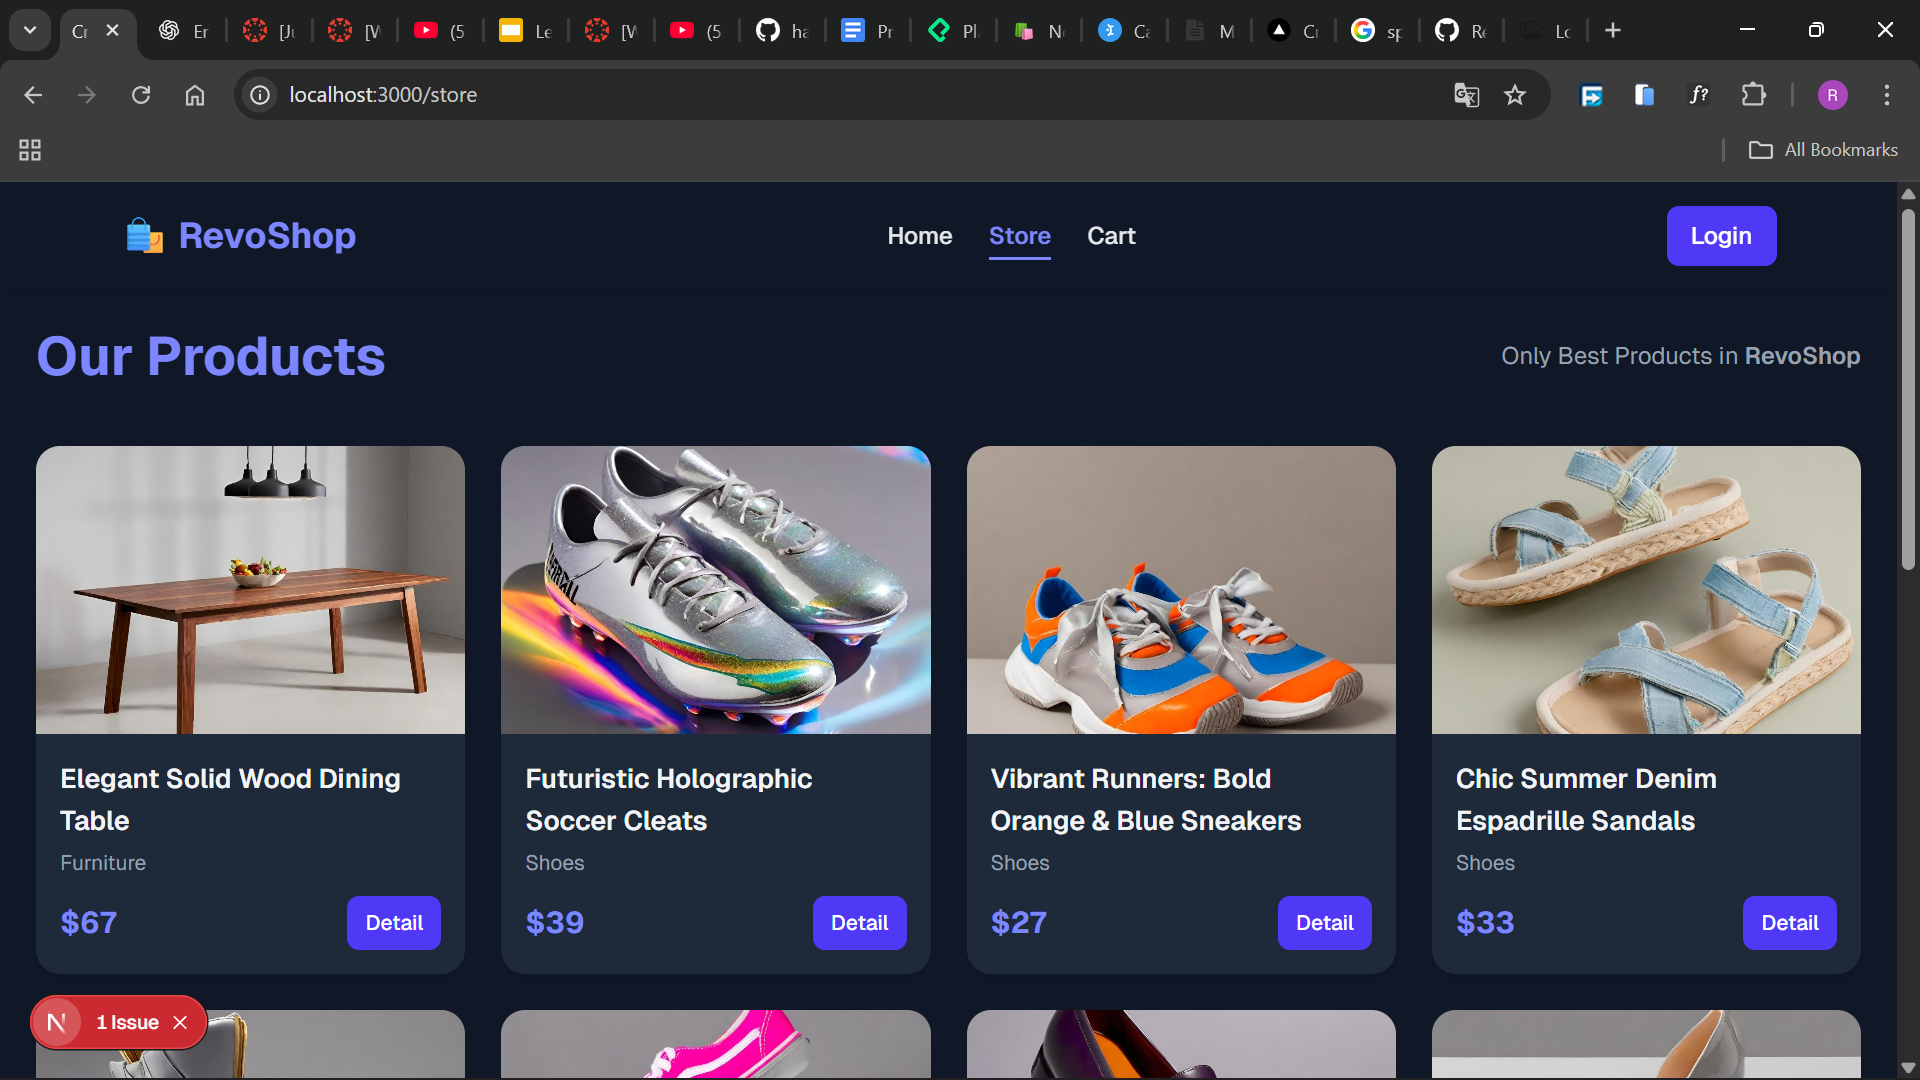 Cr
Er
[Ju
[W
(5
Le
[W
(5
ha
Pr
Pl
Ne
Ca
M
Cr
sp
Re
Lo
localhost:3000/store
R
All Bookmarks
RevoShop
Home
Store
Cart
Login
Our Products
Only Best Products in RevoShop
Elegant Solid Wood Dining
Table
Furniture
$67
Detail
Futuristic Holographic
Soccer Cleats
Shoes
$39
Detail
Vibrant Runners: Bold
Orange & Blue Sneakers
Shoes
$27
Detail
Chic Summer Denim
Espadrille Sandals
Shoes
$33
Detail
N
1 Issue